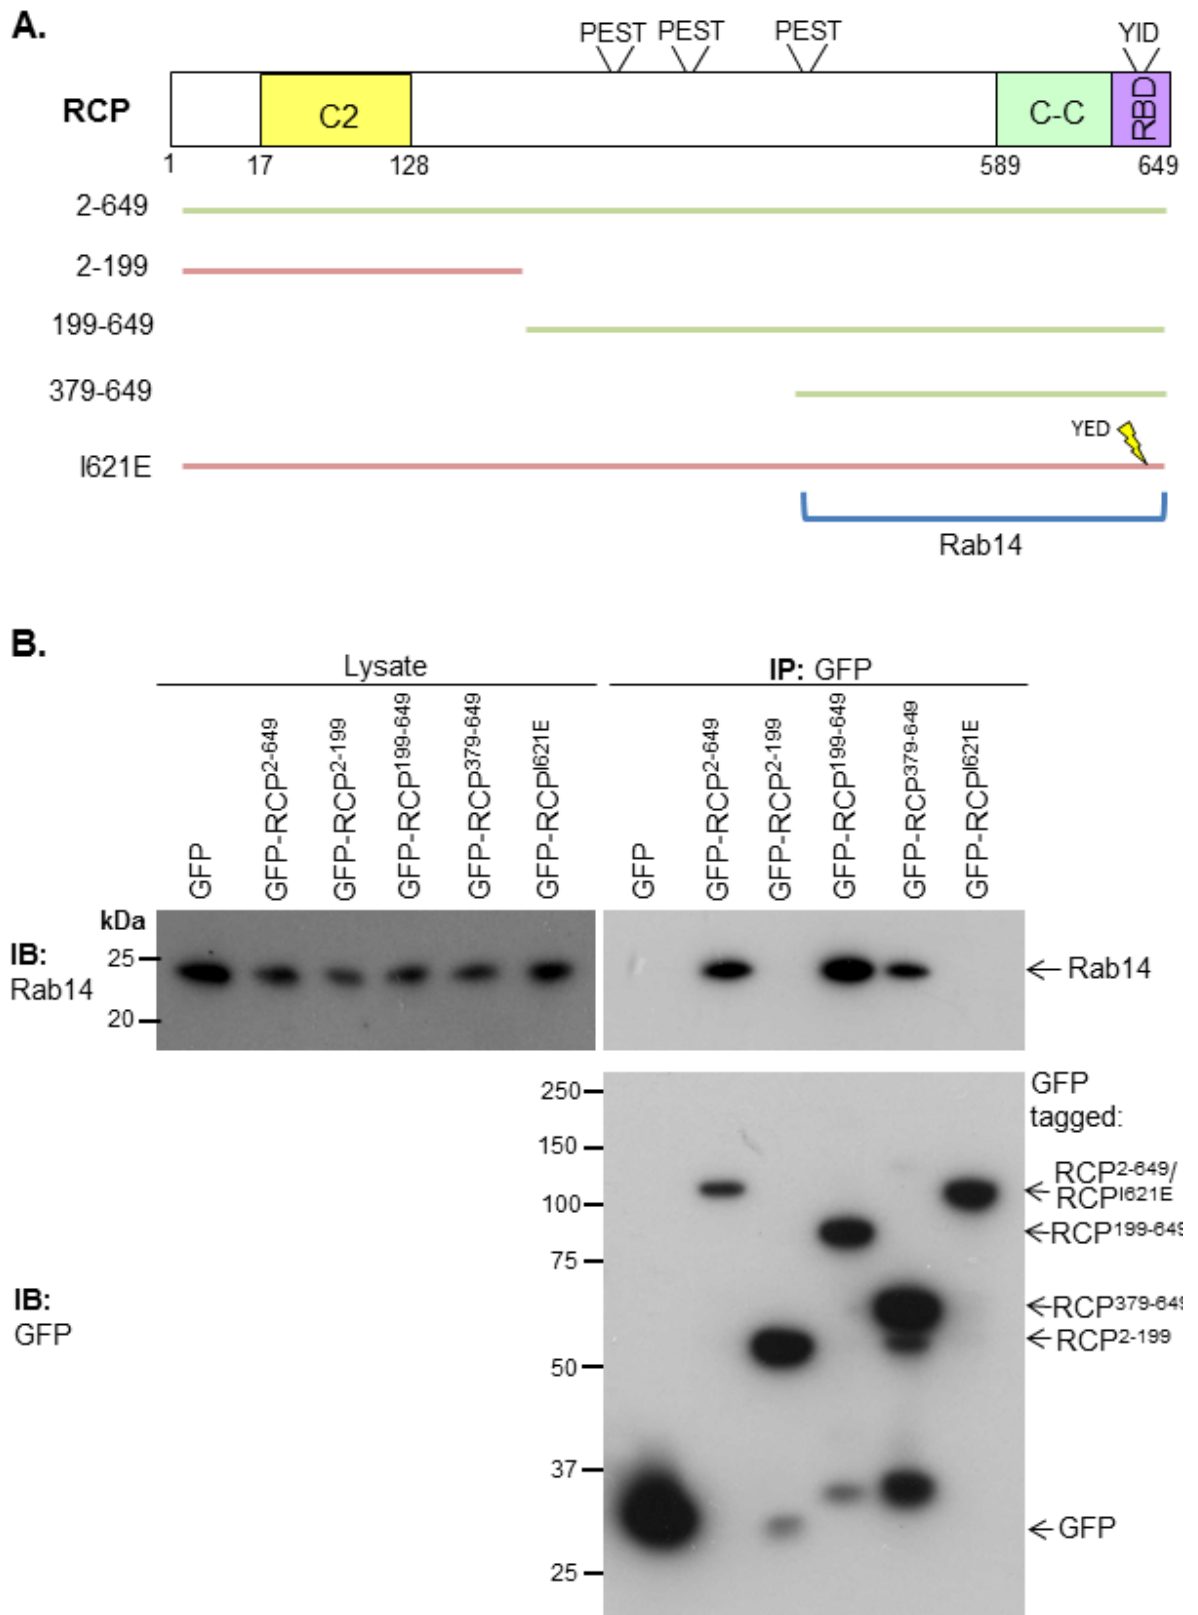 A.
PEST PEST PEST YID
RCP C2 C-C RBD
1 17 128 589 649
2-649
2-199
199-649
379-649
YED
I621E
Rab14
B.
Lysate IP: GFP
GFP GFP-RCP2-649 GFP-RCP2-199 GFP-RCP199-649 GFP-RCP379-649 GFP-RCPI621E GFP GFP-RCP2-649 GFP-RCP2-199 GFP-RCP199-649 GFP-RCP379-649 GFP-RCPI621E
kDa
IB: 25
Rab14 20
← Rab14
250 GFP
tagged:
150
RCP2-649/
100 ← RCPI621E
←RCP199-649
75
IB: ←RCP379-649
GFP ←RCP2-199
50
37
← GFP
25